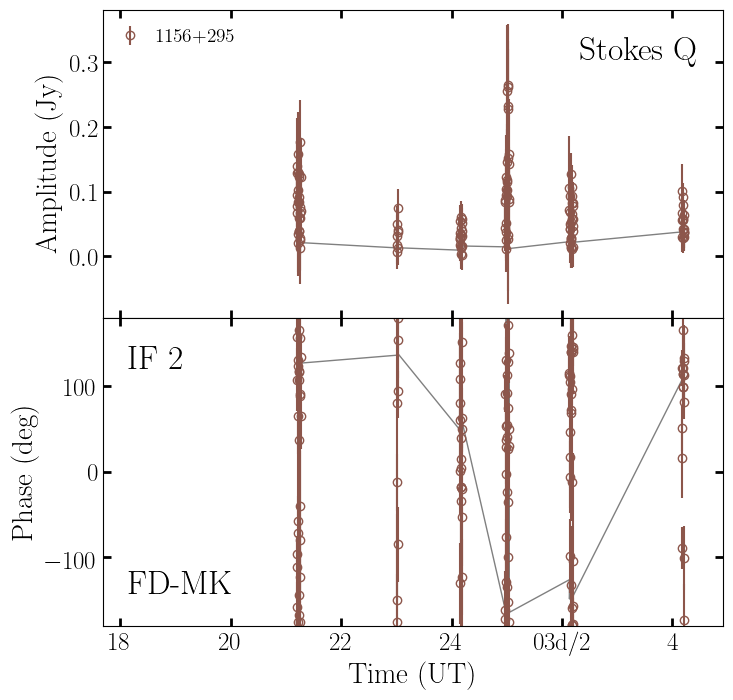 1156+295
Stokes Q
0.3
0.2
0.1
0.0
Amplitude (Jy)
IF 2
100
0
−100
Phase (deg)
FD-MK
18 20 22 24 03d/2 4
Time (UT)